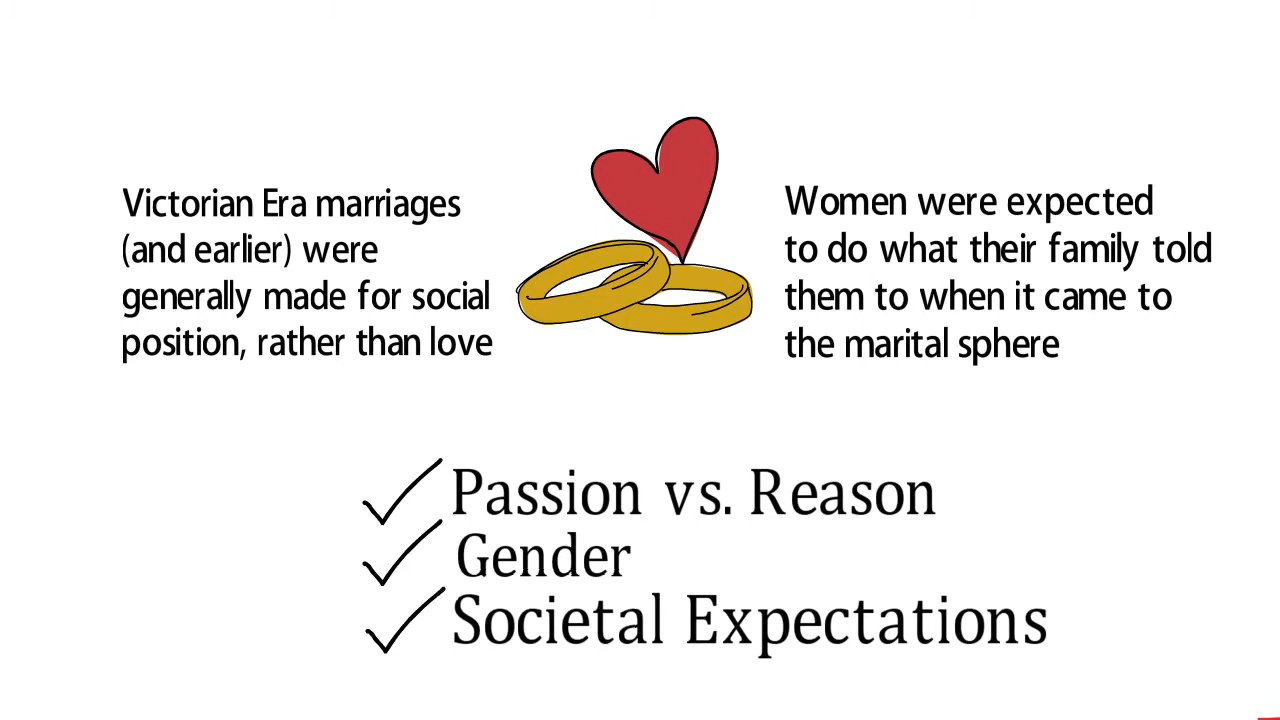 Victorian Era marriages
(and earlier) were
generally made for social
position, rather than love
Women were expected
to do what their family told
them to when it came to
the marital sphere
Passion vs. Reason
Gender
Societal Expectations